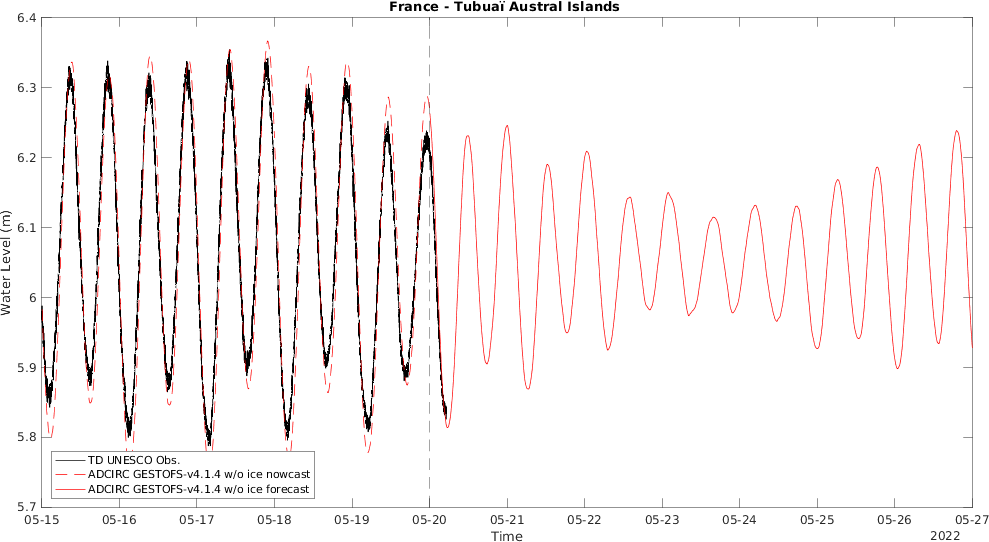 France - Tubuaï Austral Islands
6.4
6.3
6.2
6.1
6
5.9
5.8
5.7
Water Level (m)
TD UNESCO Obs.
ADCIRC GESTOFS-v4.1.4 w/o ice nowcast
ADCIRC GESTOFS-v4.1.4 w/o ice forecast
05-15 05-16 05-17 05-18 05-19 05-20 05-21 05-22 05-23 05-24 05-25 05-26 05-27
Time
2022